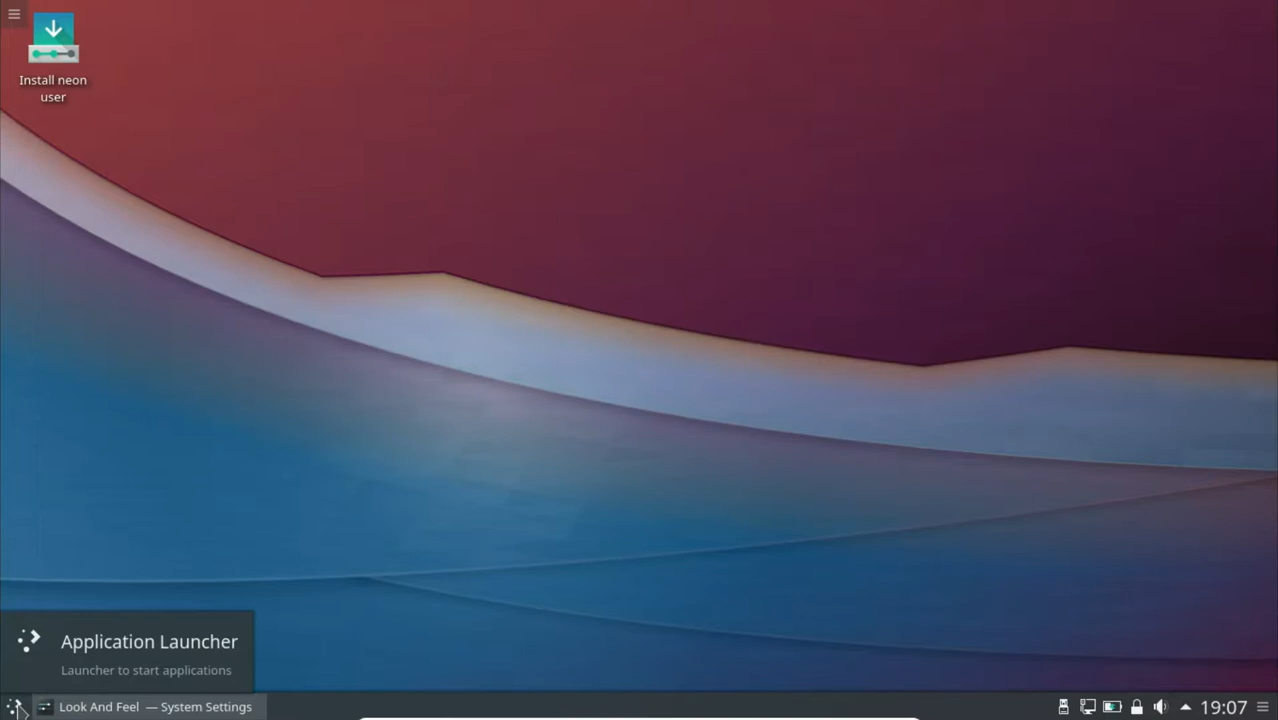 Install neon
user
Application Launcher
Launcher to start applications
Look And Feel — System Settings
19:07